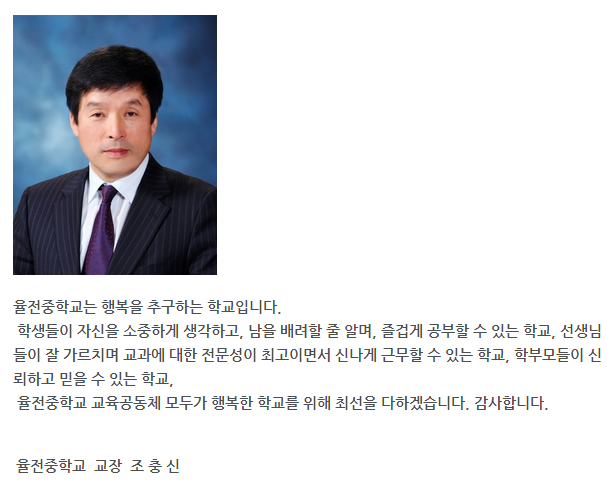 율전중학교는 행복을 추구하는 학교입니다.
학생들이 자신을 소중하게 생각하고, 남을 배려할 줄 알며, 즐겁게 공부할 수 있는 학교, 선생님
들이 잘 가르치며 교과에 대한 전문성이 최고이면서 신나게 근무할 수 있는 학교, 학부모들이 신
뢰하고 믿을 수 있는 학교,
율전중학교 교육공동체 모두가 행복한 학교를 위해 최선을 다하겠습니다. 감사합니다.
율전중학교 교장 조 충 신